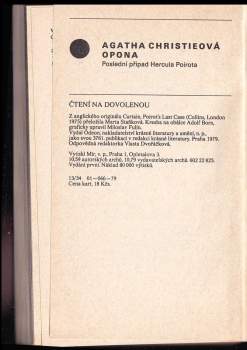 AGATHA CHRISTIEOVÁ
OPONA
Poslední případ Hercula Poirota
ČTENÍ NA DOVOLENOU
Z anglického originálu Curtain, Poirot's Last Case (Collins, London
1975) přeložila Marta Staňková. Kresba na obálce Adolf Born,
graficky upravil Miloslav Fulín.
Vydal Odeon, nakladatelství krásné literatury a umění, n. p.,
jako svou 3761. publikaci v redakci krásné literatury. Praha 1979.
Odpovědná redaktorka Vlasta Dvořáčková.
Vytiskl Mír, n. p., Praha 1, Opletalova 3.
10,59 autorských archů, 10,79 vydavatelských archů. 602 22 825.
Vydání první. Náklad 80 000 výtisků.
13/34 01—066—79
Cena kart. 18 Kčs.